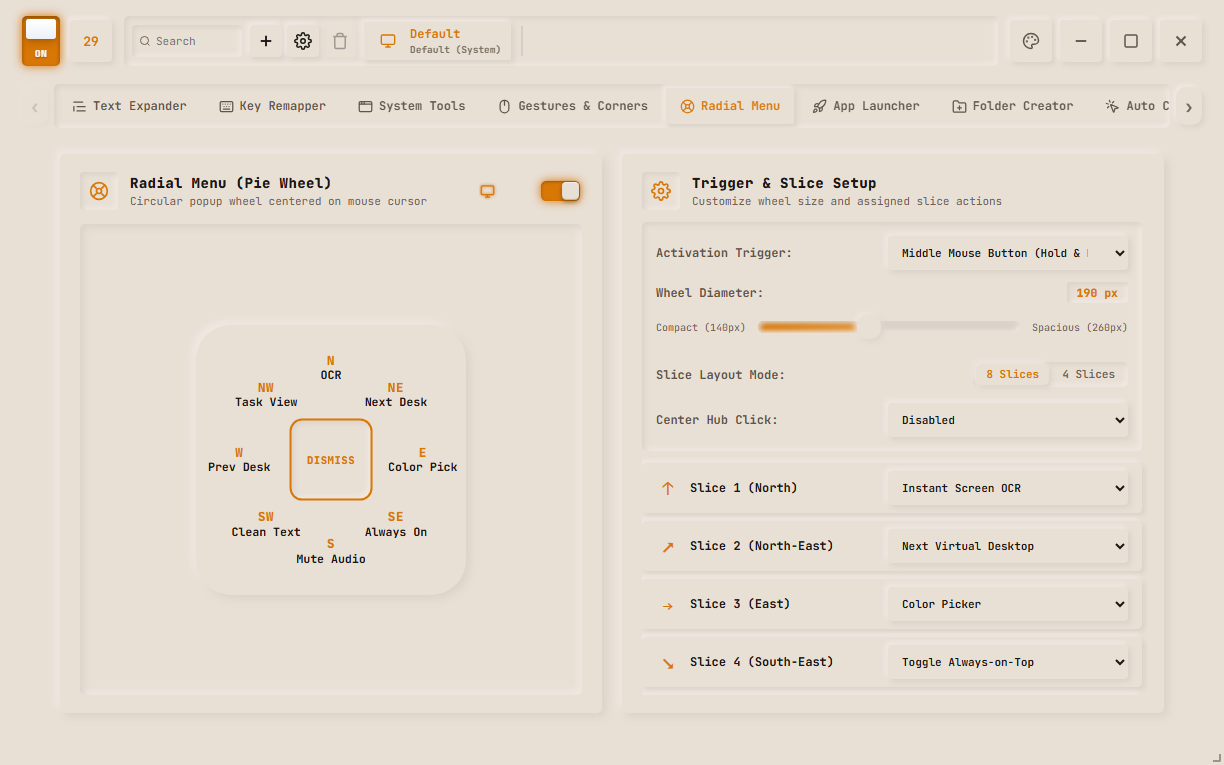 ON
29
Search
Default
Default (System)
Text Expander
Key Remapper
System Tools
Gestures & Corners
Radial Menu
App Launcher
Folder Creator
Auto C
Radial Menu (Pie Wheel)
Circular popup wheel centered on mouse cursor
N
OCR
NW
Task View
NE
Next Desk
W
Prev Desk
DISMISS
E
Color Pick
SW
Clean Text
SE
Always On
S
Mute Audio
Trigger & Slice Setup
Customize wheel size and assigned slice actions
Activation Trigger:
Middle Mouse Button (Hold &
Wheel Diameter:
190 px
Compact (140px)
Spacious (260px)
Slice Layout Mode:
8 Slices
4 Slices
Center Hub Click:
Disabled
Slice 1 (North)
Instant Screen OCR
Slice 2 (North-East)
Next Virtual Desktop
Slice 3 (East)
Color Picker
Slice 4 (South-East)
Toggle Always-on-Top